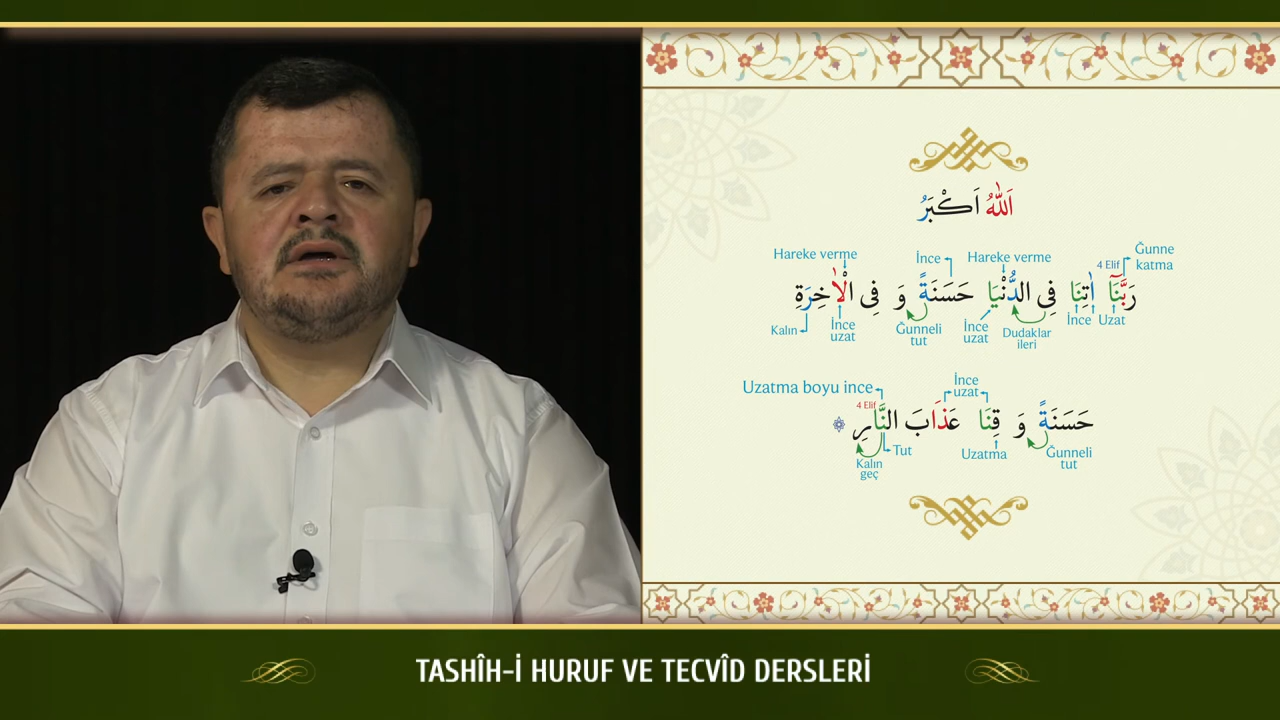 اَللّٰهُ اَكْبَرُ
Hareke verme
İnce
Hareke verme
4 Elif
Ğunne
katma
رَبَّنَٓا اٰتِنَا فِى الدُّنْيَا حَسَنَةً وَ فِى الْاٰخِرَةِ
Kalın
İnce
uzat
Ğunneli
tut
İnce
uzat
Dudaklar
ileri
İnce
Uzat
Uzatma boyu ince
İnce
uzat
4 Elif
حَسَنَةً وَ قِنَا عَذَابَ النَّارِ
Kalın
geç
Tut
Uzatma
Ğunneli
tut
TASHÎH-İ HURUF VE TECVÎD DERSLERİ